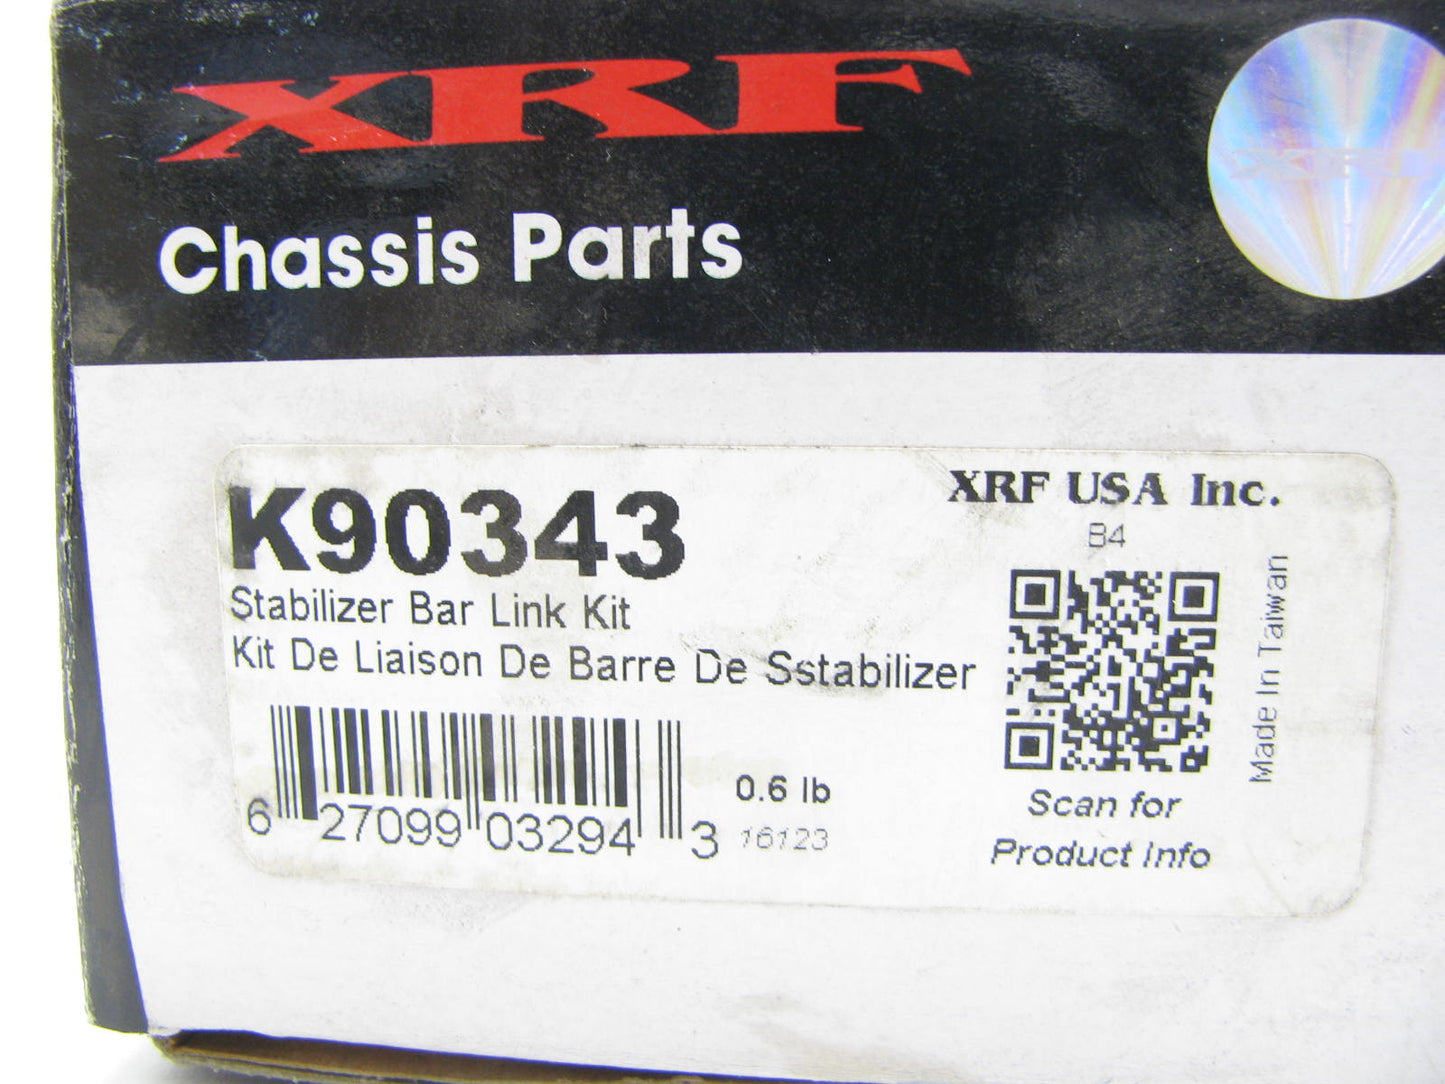 XRF
Chassis Parts
XRF
K90343
Stabilizer Bar Link Kit
Kit De Liaison De Barre De Sstabilizer
6 27099 03294 3
0.6 lb
16123
XRF USA Inc.
B4
Made In Taiwan
Scan for
Product Info